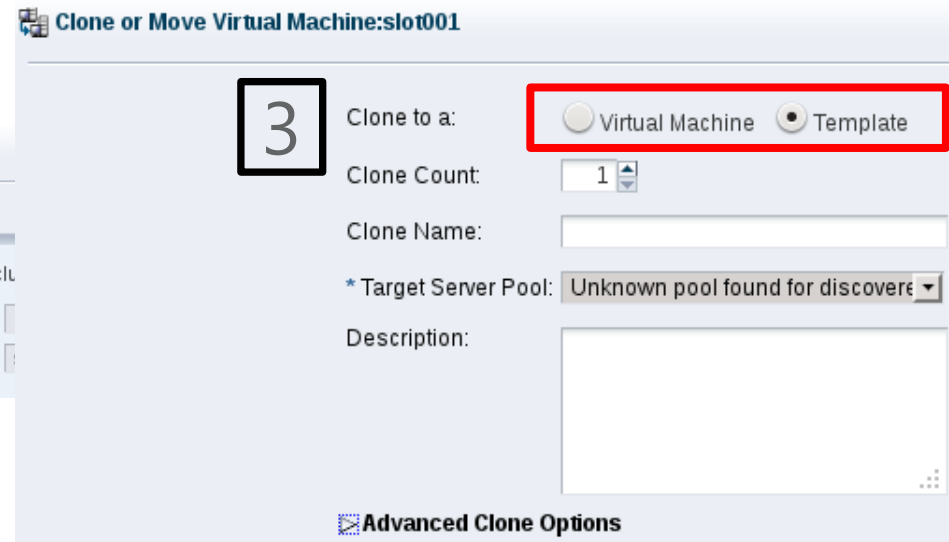 Clone or Move Virtual Machine:slot001
3
Clone to a: Virtual Machine Template
Clone Count: 1
Clone Name:
* Target Server Pool: Unknown pool found for discovere
Description:
Advanced Clone Options